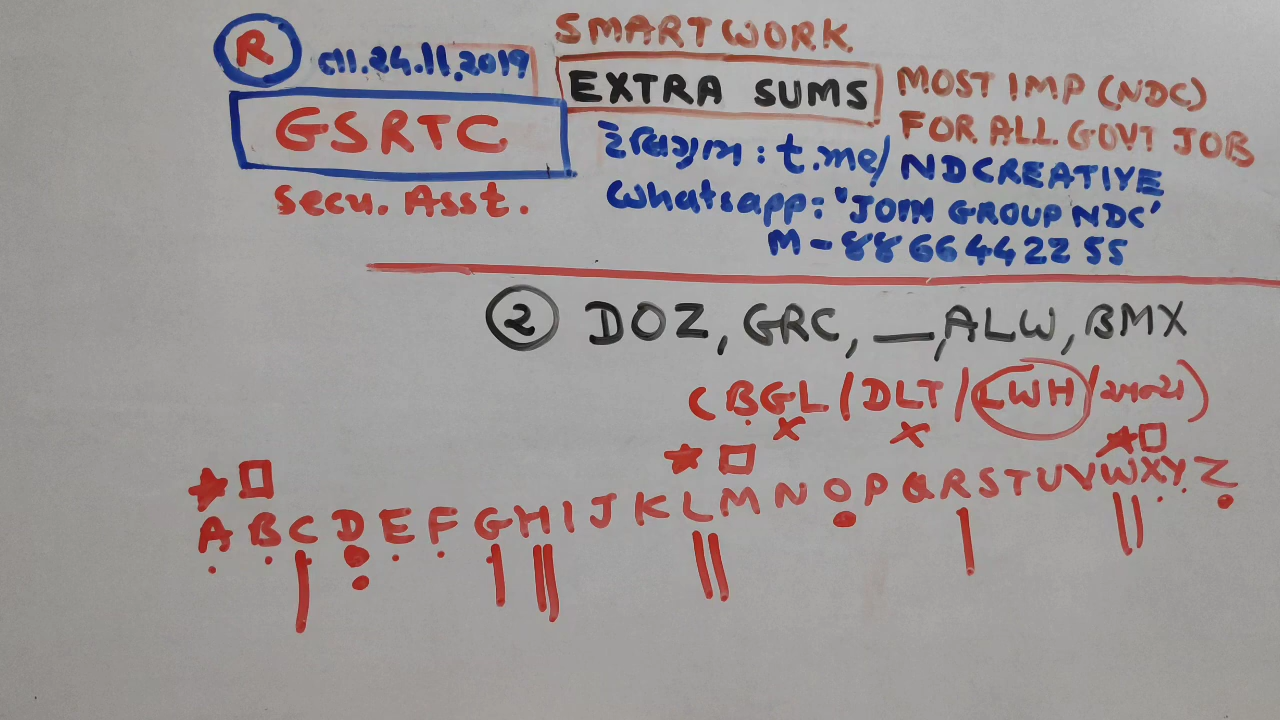 SMARTWORK
R તા.24.11.2019
EXTRA SUMS
MOST IMP (NDC)
FOR ALL GOVT JOB
GSRTC
Secu. Asst.
ટેલિગ્રામ : t.me/NDCREATIVE
Whatsapp: "JOIN GROUP NDC'
M - 8866442255
2 DOZ, GRC, __, ALW, BMX
(BGL / DLT / LWH /
A B C D E F G H I J K L M N O P Q R S T U V W X Y Z